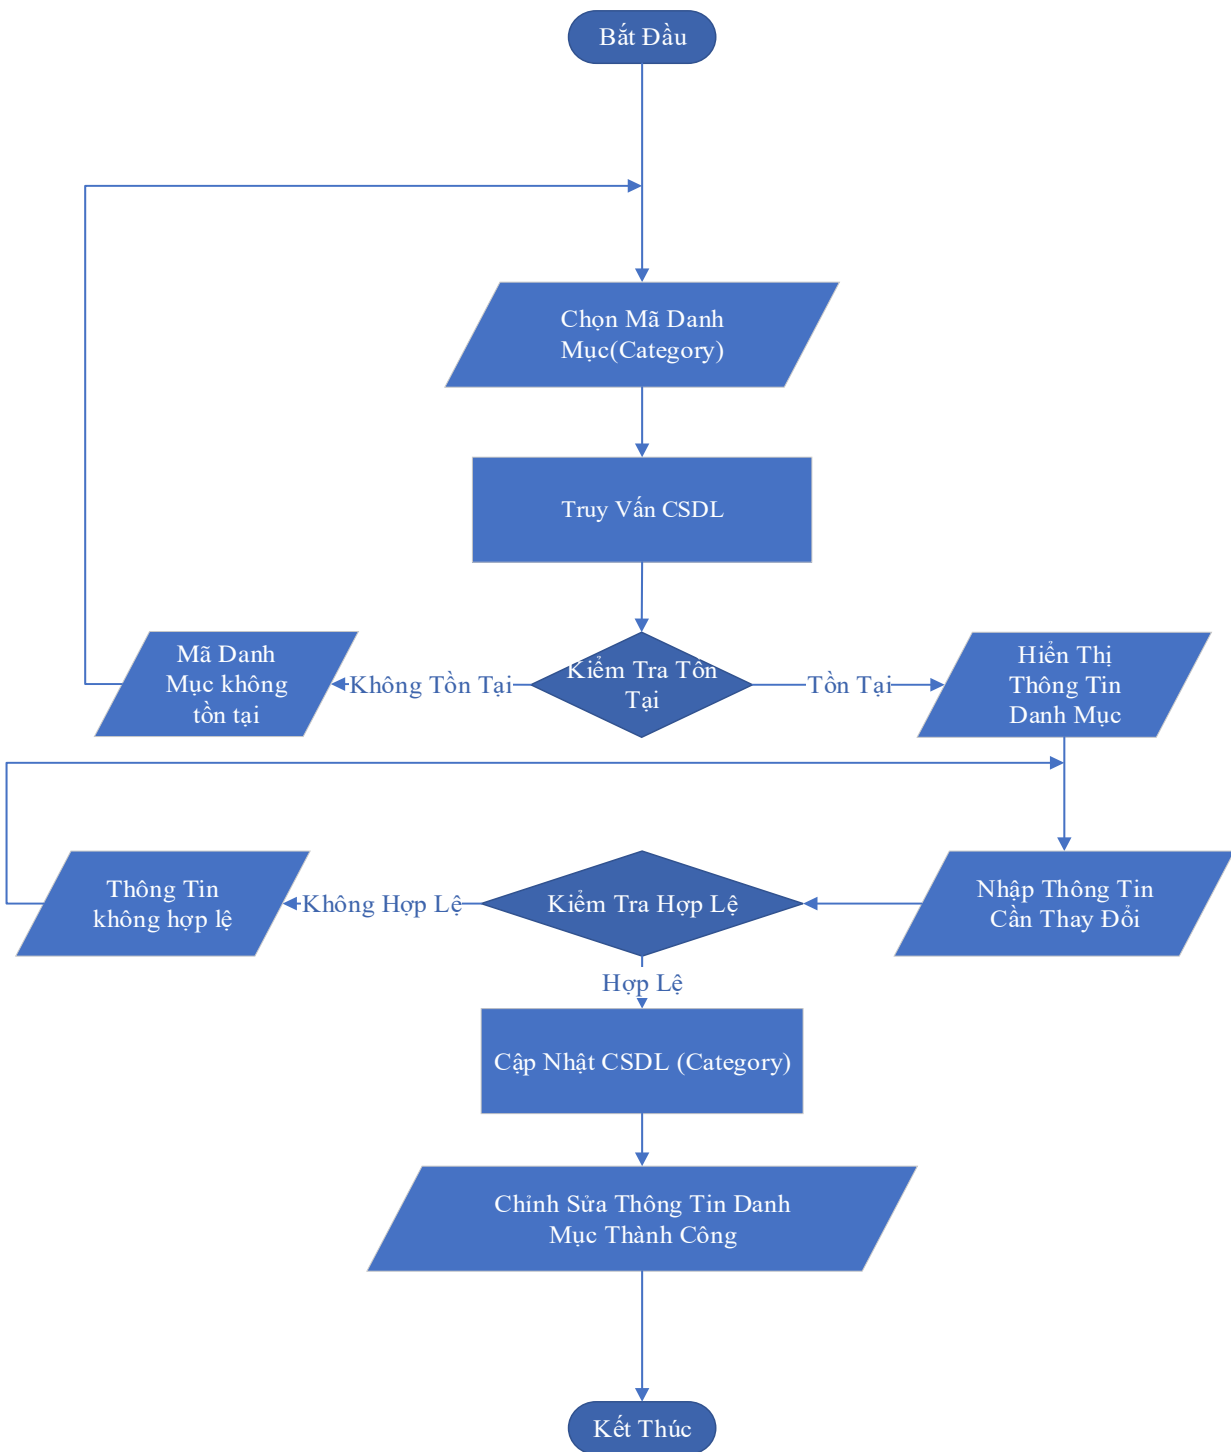 Bắt Đầu
Chọn Mã Danh
Mục(Category)
Truy Vấn CSDL
Mã Danh
Mục không
tồn tại
Không Tồn Tại
Kiểm Tra Tôn
Tại
Tồn Tại
Hiển Thị
Thông Tin
Danh Mục
Thông Tin
không hợp lệ
Không Hợp Lệ
Kiểm Tra Hợp Lệ
Nhập Thông Tin
Cần Thay Đổi
Hợp Lệ
Cập Nhật CSDL (Category)
Chỉnh Sửa Thông Tin Danh
Mục Thành Công
Kết Thúc